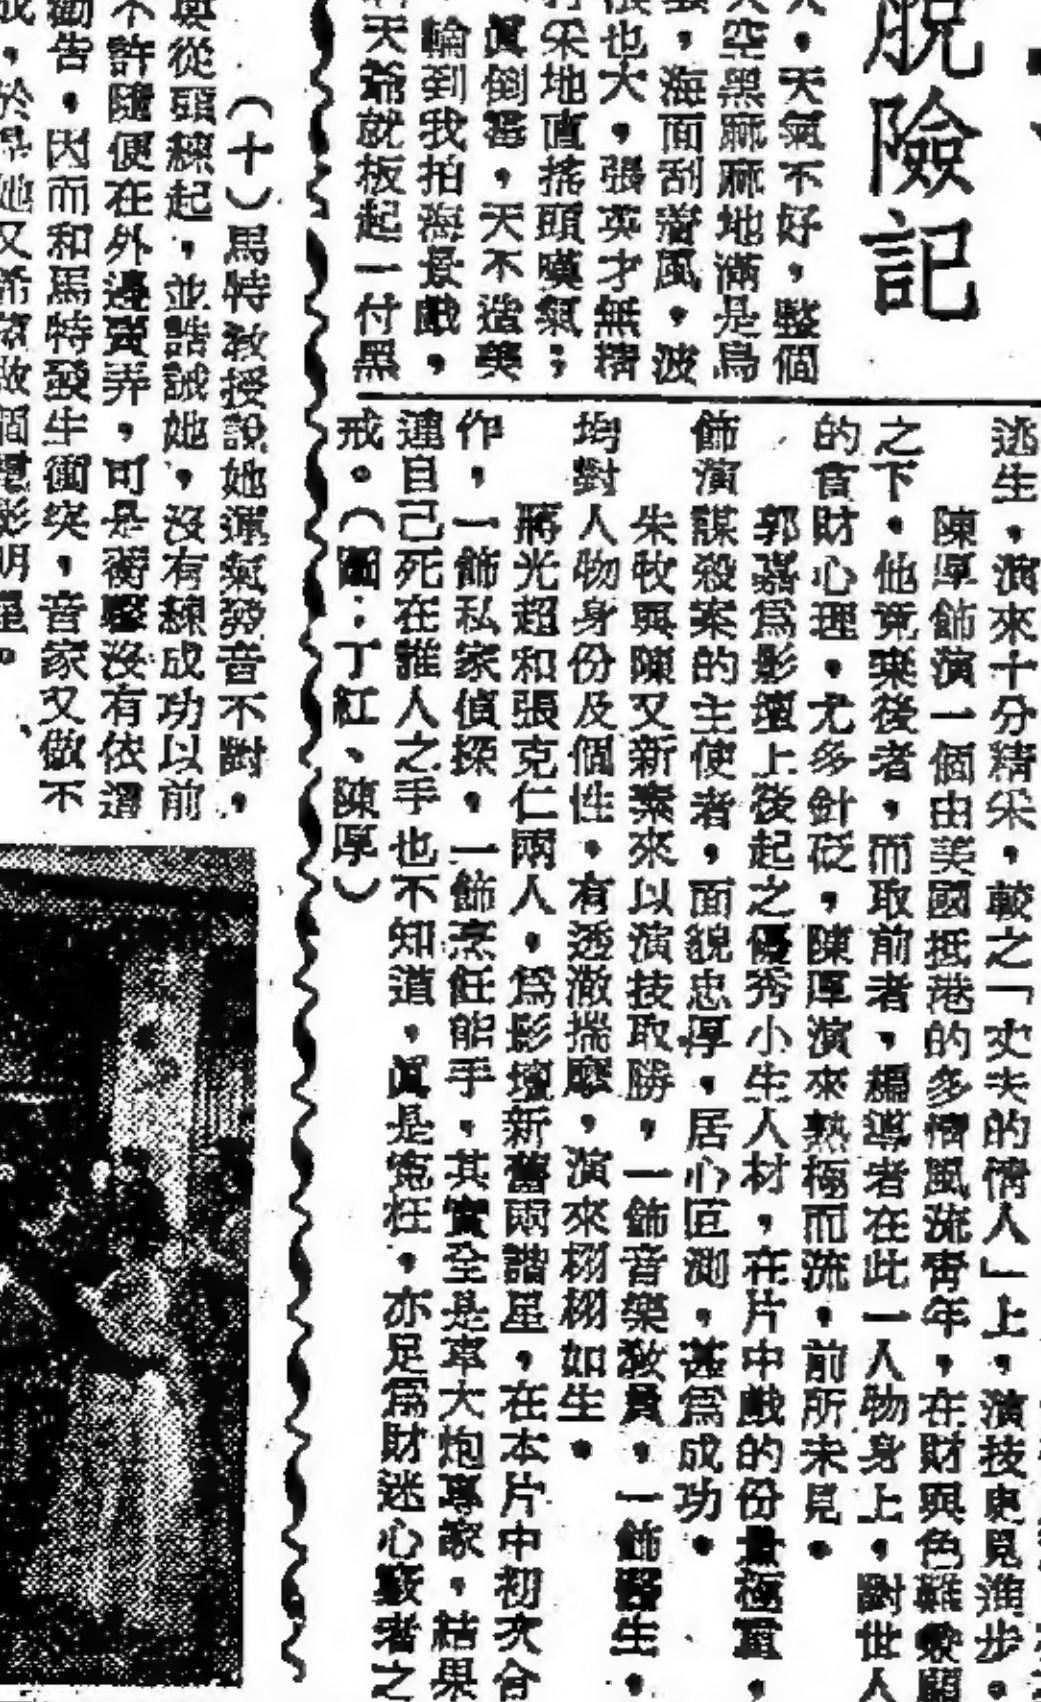 脫險記
人，天氣不好，整個
天空黑麻麻地滿是烏
，海面刮着風，波
浪也大，張英才無精
打采地直搖頭嘆氣；
眞倒霉，天不造美
，輪到我拍海景戲，
天爺就板起一付黑
逃生，演來十分精采，較之「丈夫的情人」上，演技更見進步。
陳厚飾演一個由美國抵港的多情風流青年，在財與色難兼顧
之下，他竟棄後者，而取前者，編導者在此一人物身上，對世人
的貪財心理，尤多針砭，陳厚演來熟極而流，前所未見。
郭嘉爲影壇上後起之優秀小生人材，在片中戲的份量極重，
飾演謀殺案的主使者，面貌忠厚，居心叵測，甚爲成功。
朱牧與陳又新素來以演技取勝，一飾音樂敎員，一飾醫生，
均對人物身份及個性，有透澈揣摩，演來栩栩如生。
蔣光超和張克仁兩人，爲影壇新舊兩諧星，在本片中初次合
作，一飾私家偵探，一飾烹飪能手，其實全是車大炮專家，結果
連自己死在誰人之手也不知道，眞是寃枉，亦足爲財迷心竅者之
戒。（圖：丁紅、陳厚）
（十）馬特敎授說她運氣發音不對，
從頭練起，並誥誡她，沒有練成功以前
不許隨便在外邊賣弄，可是薇鶯沒有依遵
勸告，因而和馬特發生衝突，音家又做不
成，於是她又希望做個電影明星。